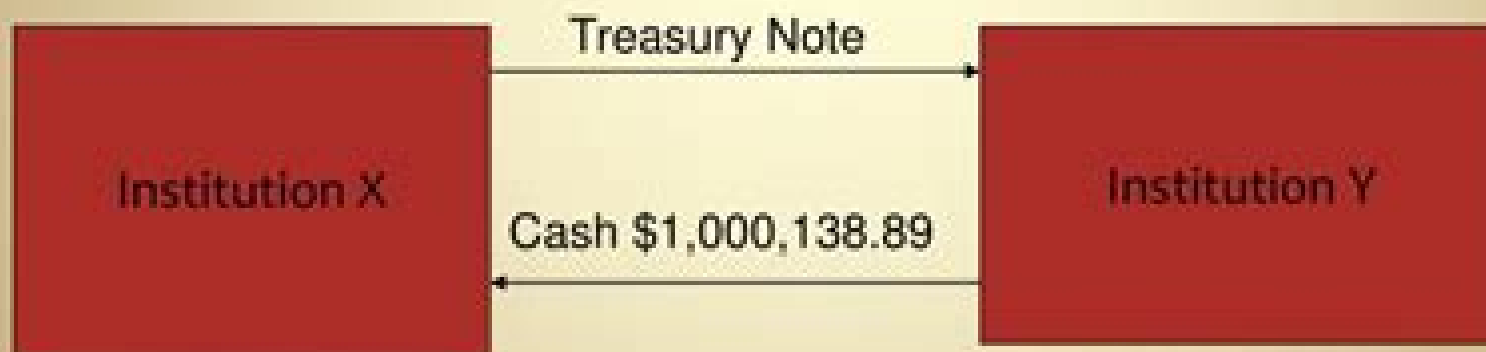 Treasury Note
Institution X
Institution Y
Cash $1,000,138.89